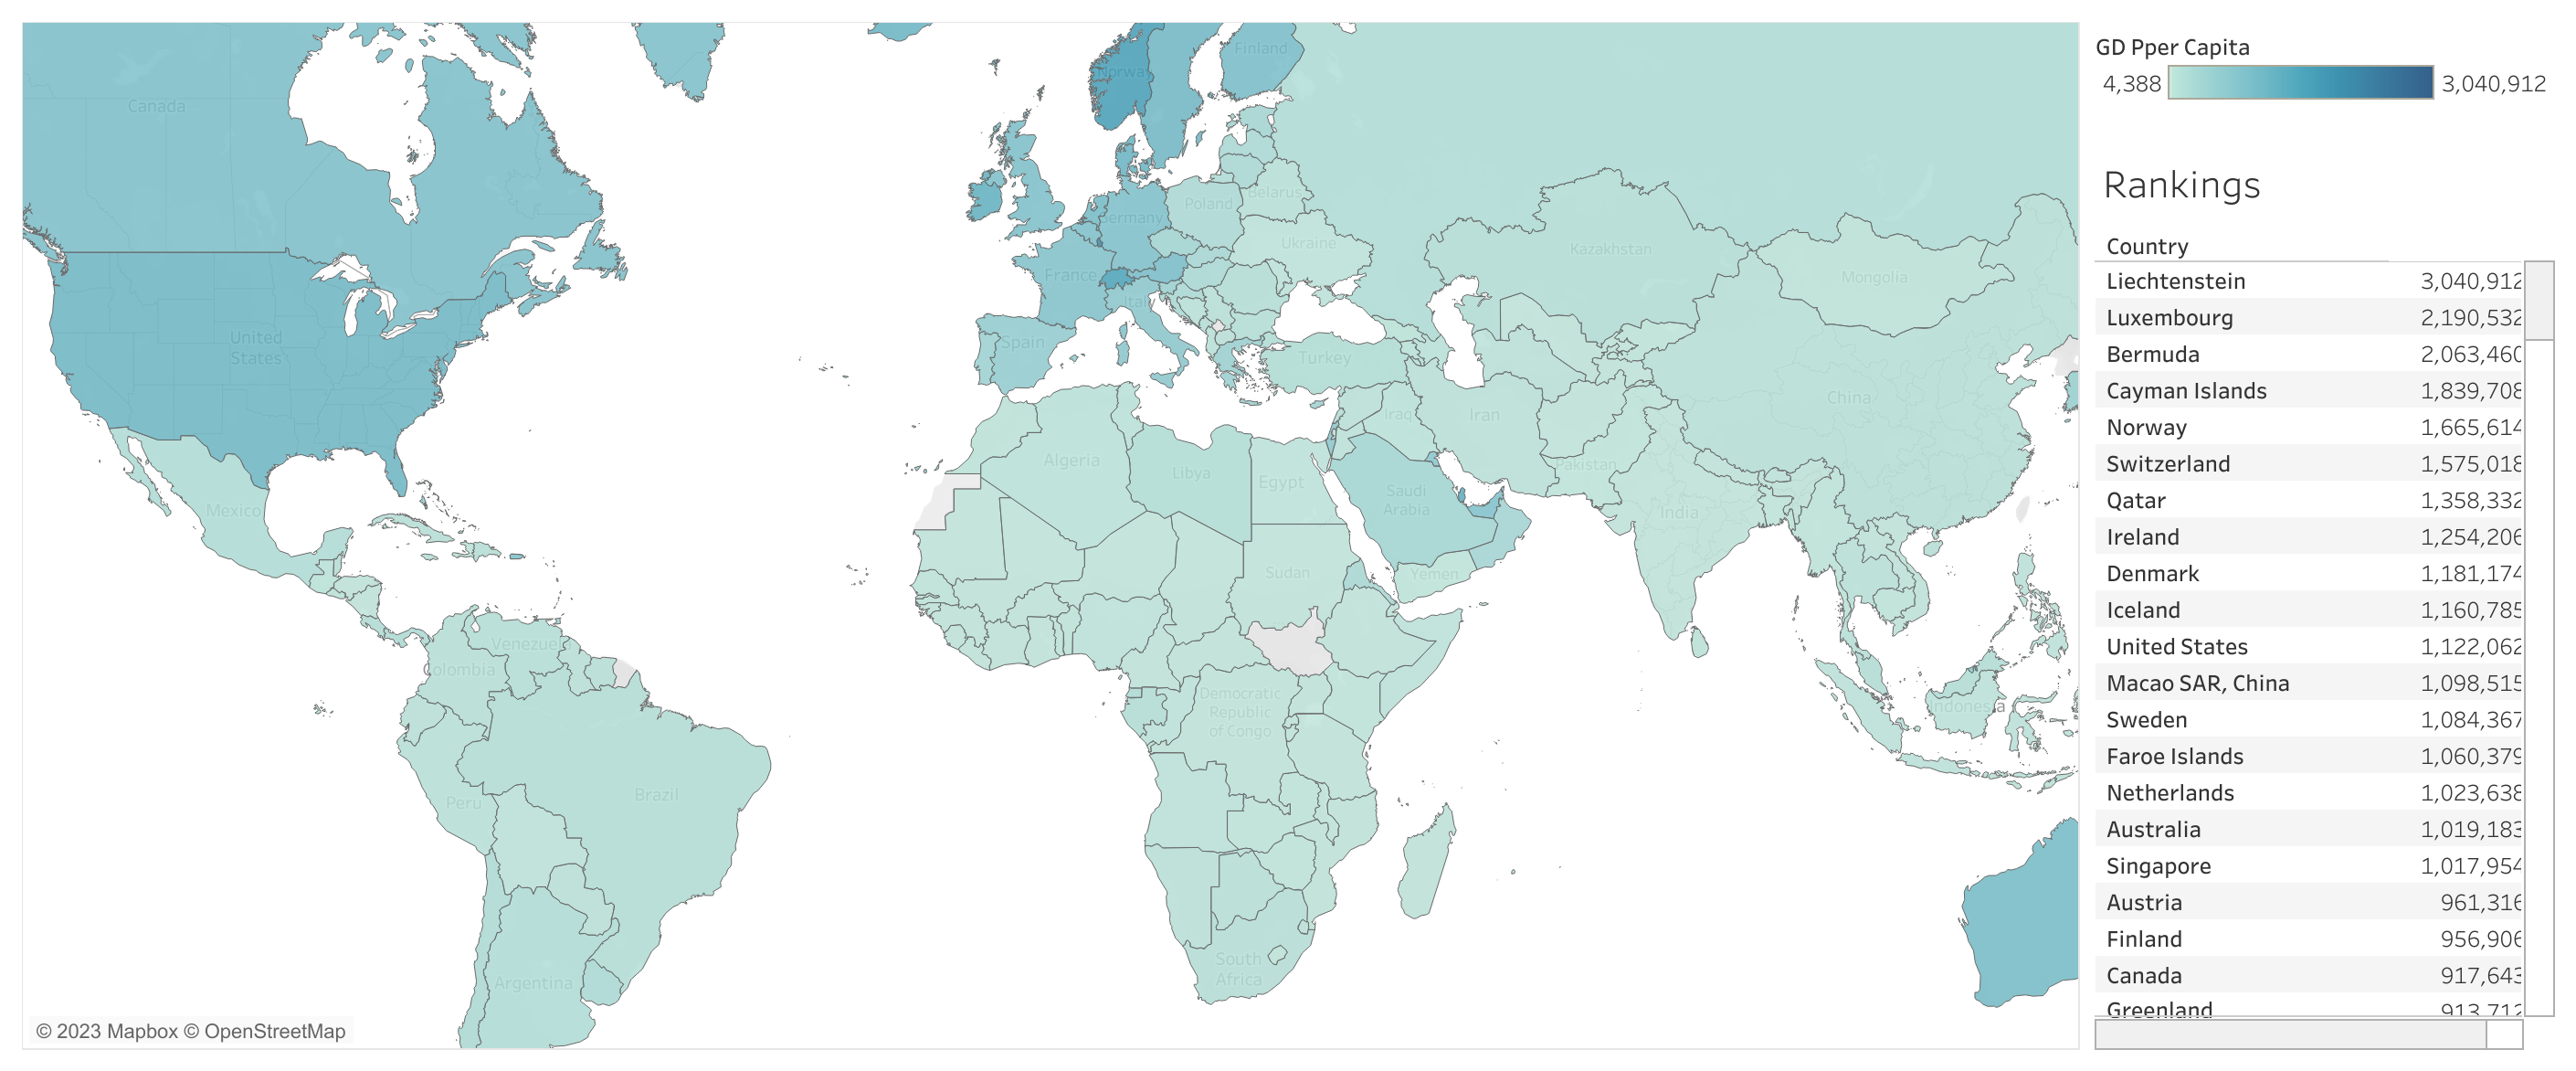 Canada
United
States
Mexico
Venezuela
Colombia
Peru
Brazil
Argentina
Finland
Norway
Poland
Belarus
Germany
Ukraine
France
Italy
Spain
Turkey
Kazakhstan
Mongolia
China
Iraq
Iran
Pakistan
India
Algeria
Libya
Egypt
Saudi
Arabia
Sudan
Yemen
Democratic
Republic
of Congo
South
Africa
Indonesia
© 2023 Mapbox © OpenStreetMap
GD Pper Capita
4,388 3,040,912
Rankings
Country
Liechtenstein 3,040,912
Luxembourg 2,190,532
Bermuda 2,063,460
Cayman Islands 1,839,708
Norway 1,665,614
Switzerland 1,575,018
Qatar 1,358,332
Ireland 1,254,206
Denmark 1,181,174
Iceland 1,160,785
United States 1,122,062
Macao SAR, China 1,098,515
Sweden 1,084,367
Faroe Islands 1,060,379
Netherlands 1,023,638
Australia 1,019,183
Singapore 1,017,954
Austria 961,316
Finland 956,906
Canada 917,643
Greenland 913,712